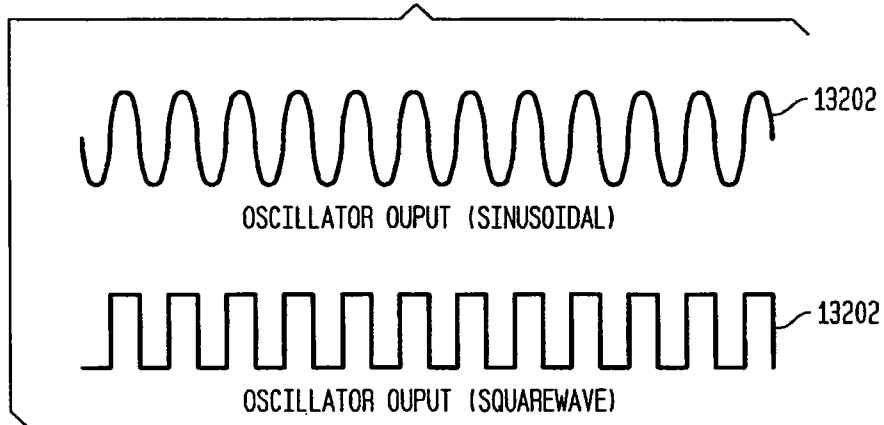 13202
OSCILLATOR OUPUT (SINUSOIDAL)
13202
OSCILLATOR OUPUT (SQUAREWAVE)